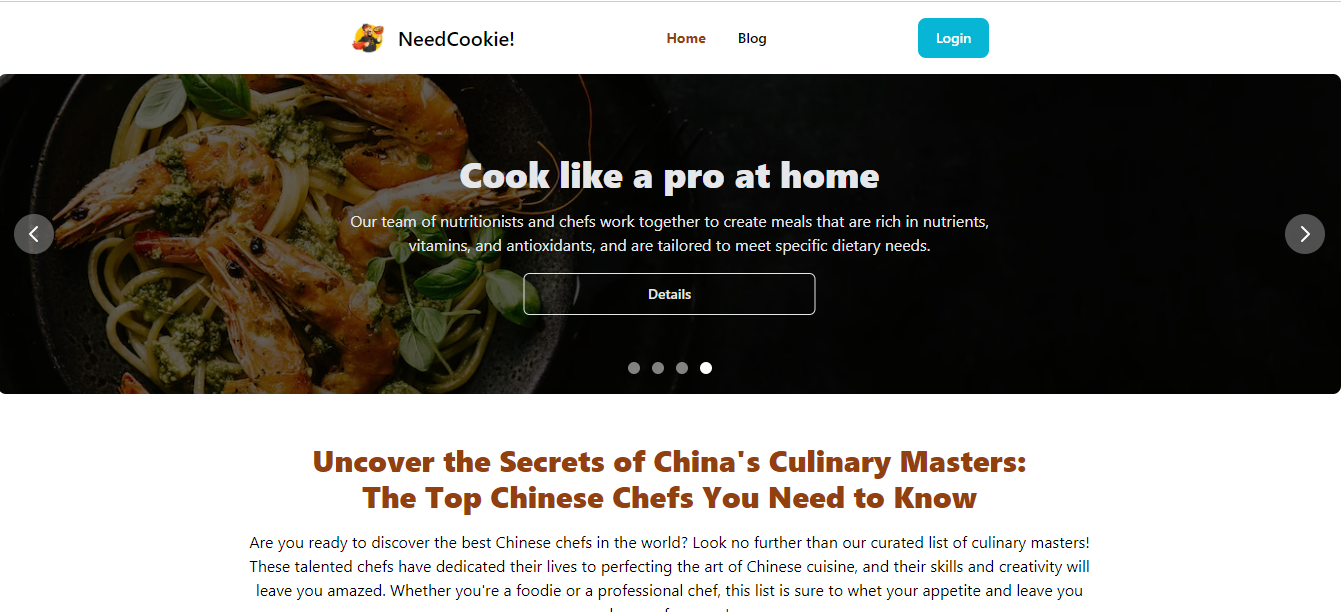 NeedCookie!
Home
Blog
Login
Cook like a pro at home
Our team of nutritionists and chefs work together to create meals that are rich in nutrients,
vitamins, and antioxidants, and are tailored to meet specific dietary needs.
Details
Uncover the Secrets of China's Culinary Masters:
The Top Chinese Chefs You Need to Know
Are you ready to discover the best Chinese chefs in the world? Look no further than our curated list of culinary masters!
These talented chefs have dedicated their lives to perfecting the art of Chinese cuisine, and their skills and creativity will
leave you amazed. Whether you're a foodie or a professional chef, this list is sure to whet your appetite and leave you